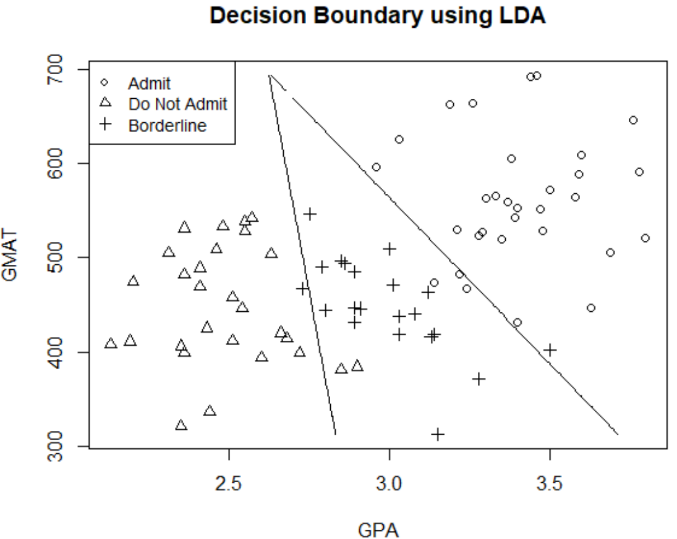 Decision Boundary using LDA
Admit
Do Not Admit
Borderline
GMAT
700
600
500
400
300
2.5 3.0 3.5
GPA